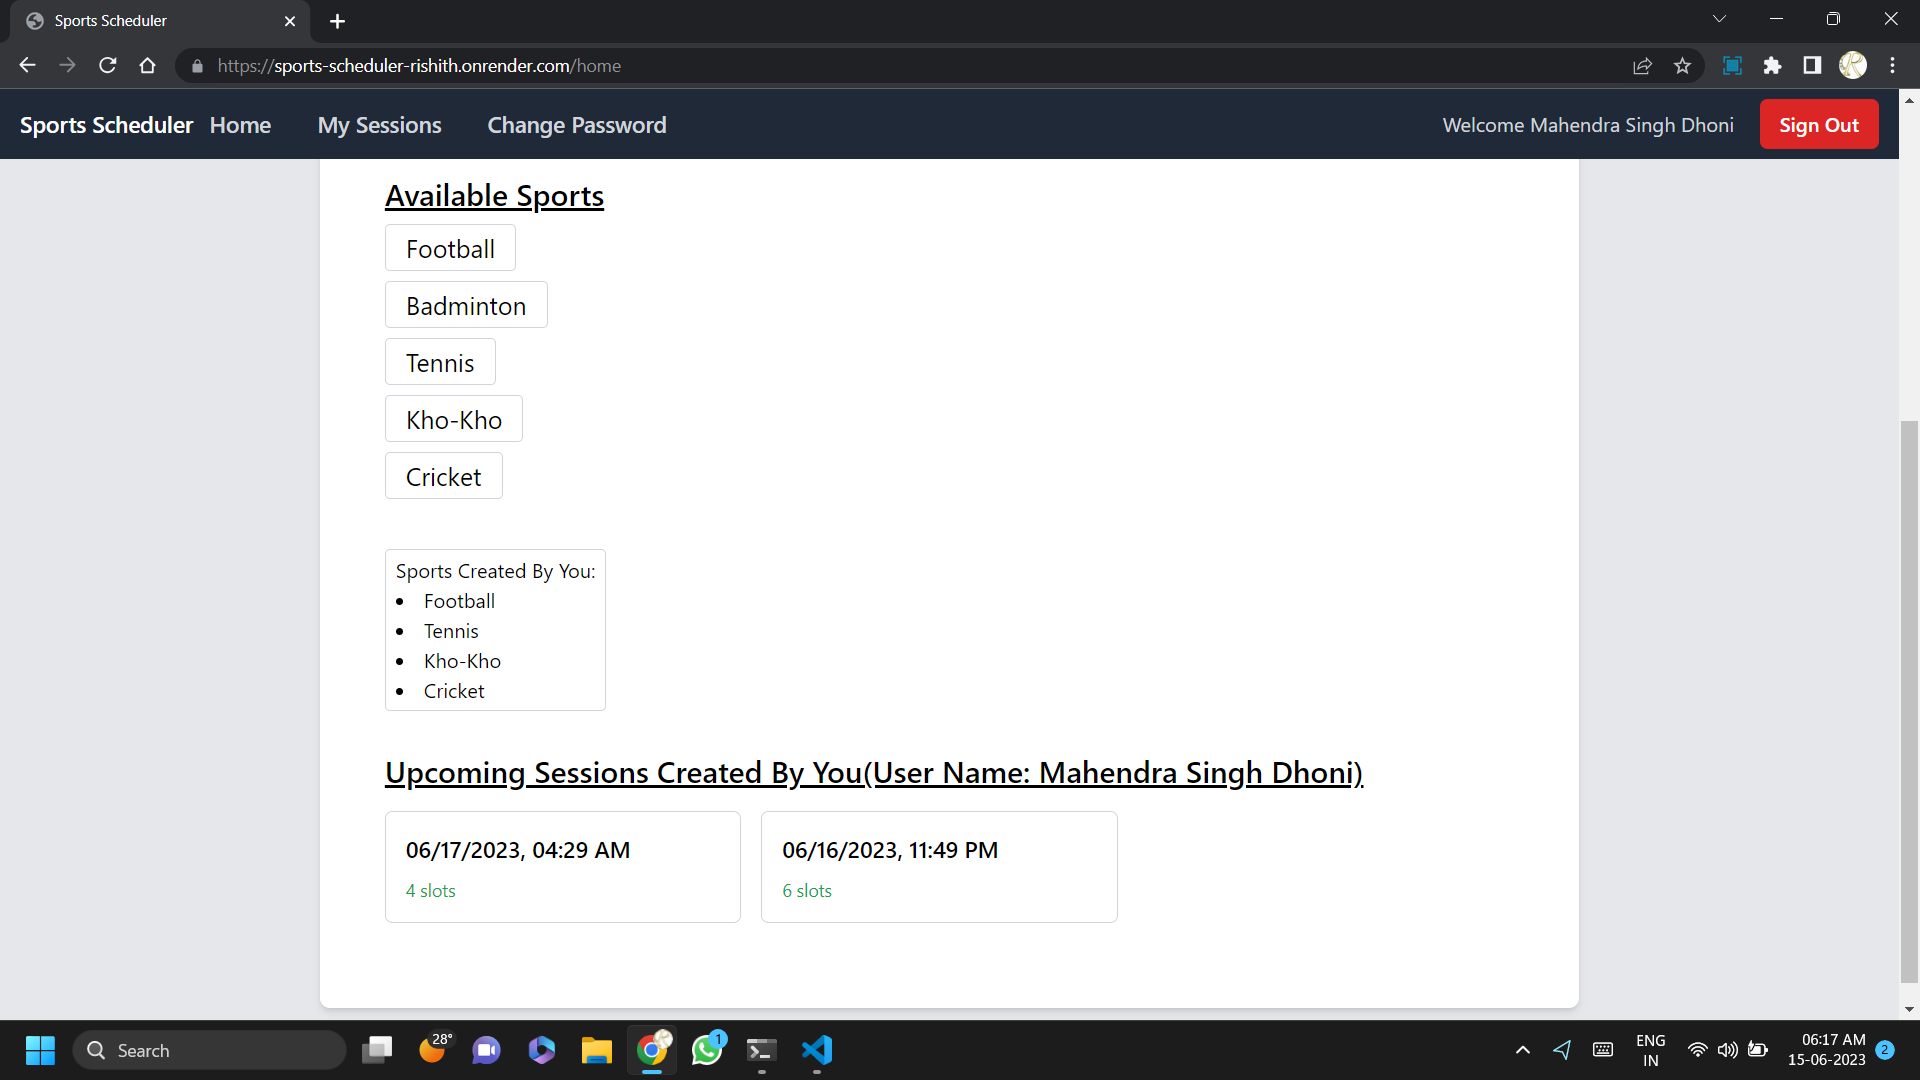 Sports Scheduler
https://sports-scheduler-rishith.onrender.com/home
Sports Scheduler Home My Sessions Change Password Welcome Mahendra Singh Dhoni Sign Out
Available Sports
Football
Badminton
Tennis
Kho-Kho
Cricket
Sports Created By You:
Football
Tennis
Kho-Kho
Cricket
Upcoming Sessions Created By You(User Name: Mahendra Singh Dhoni)
06/17/2023, 04:29 AM
4 slots
06/16/2023, 11:49 PM
6 slots
Search
28°
1
ENG
IN
06:17 AM
15-06-2023
2